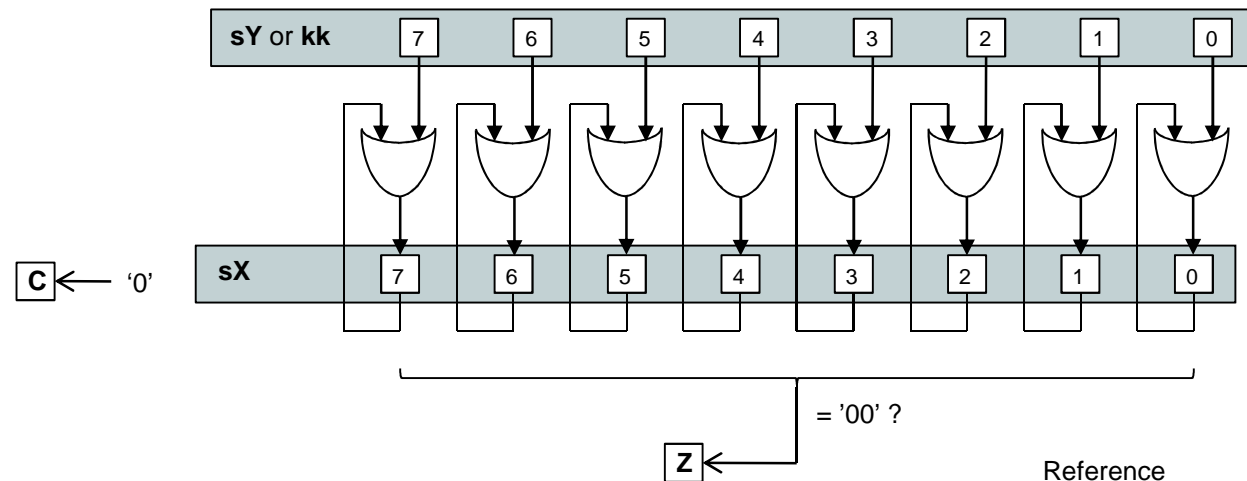 sY or kk 7 6 5 4 3 2 1 0
C ‘0’ sX 7 6 5 4 3 2 1 0
= ’00’ ?
Z
Reference